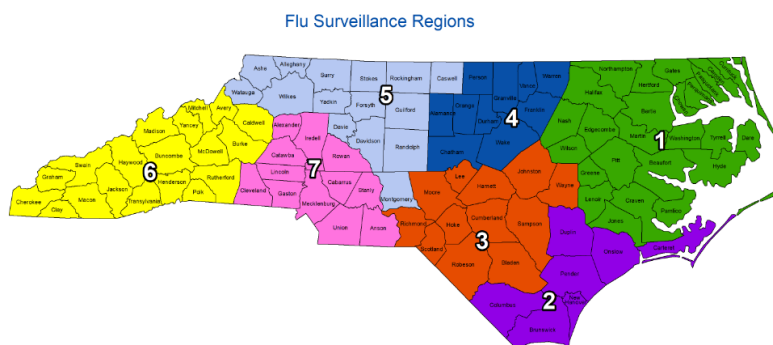 Flu Surveillance Regions
Ashe
Alleghany
Surry
Stokes
Rockingham
Caswell
Person
Vance
Warren
Northampton
Gates
Hertford
Halifax
Watauga
Wilkes
Yadkin
Forsyth
Guilford
5
Alamance
Orange
Durham
Granville
Franklin
4
Nash
Edgecombe
Bertie
Martin
Washington
Tyrrell
Dare
1
Mitchell
Avery
Caldwell
Yancey
Madison
Alexander
Iredell
Davie
Davidson
Randolph
Chatham
Wake
Wilson
Pitt
Beaufort
Hyde
Burke
McDowell
Buncombe
Haywood
Swain
Graham
Catawba
Rowan
7
Lee
Johnston
Wayne
Greene
Lenoir
Craven
Pamlico
Jones
6
Rutherford
Henderson
Polk
Transylvania
Jackson
Macon
Clay
Cherokee
Cleveland
Lincoln
Gaston
Mecklenburg
Cabarrus
Stanly
Montgomery
Moore
Harnett
Cumberland
Sampson
Duplin
Onslow
Carteret
Union
Anson
Richmond
Scotland
Hoke
3
Robeson
Bladen
Pender
2
New Hanover
Columbus
Brunswick